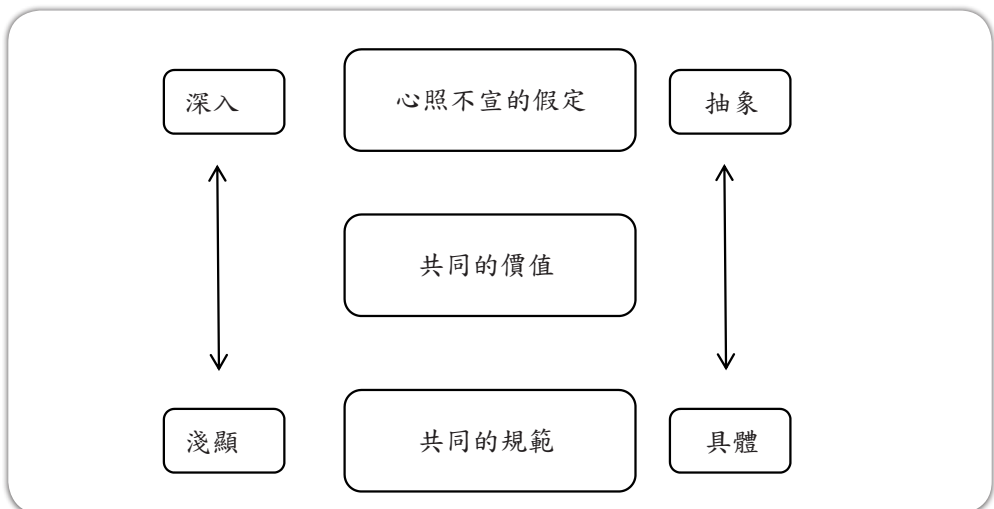 深入
心照不宣的假定
抽象
共同的價值
淺顯
共同的規範
具體